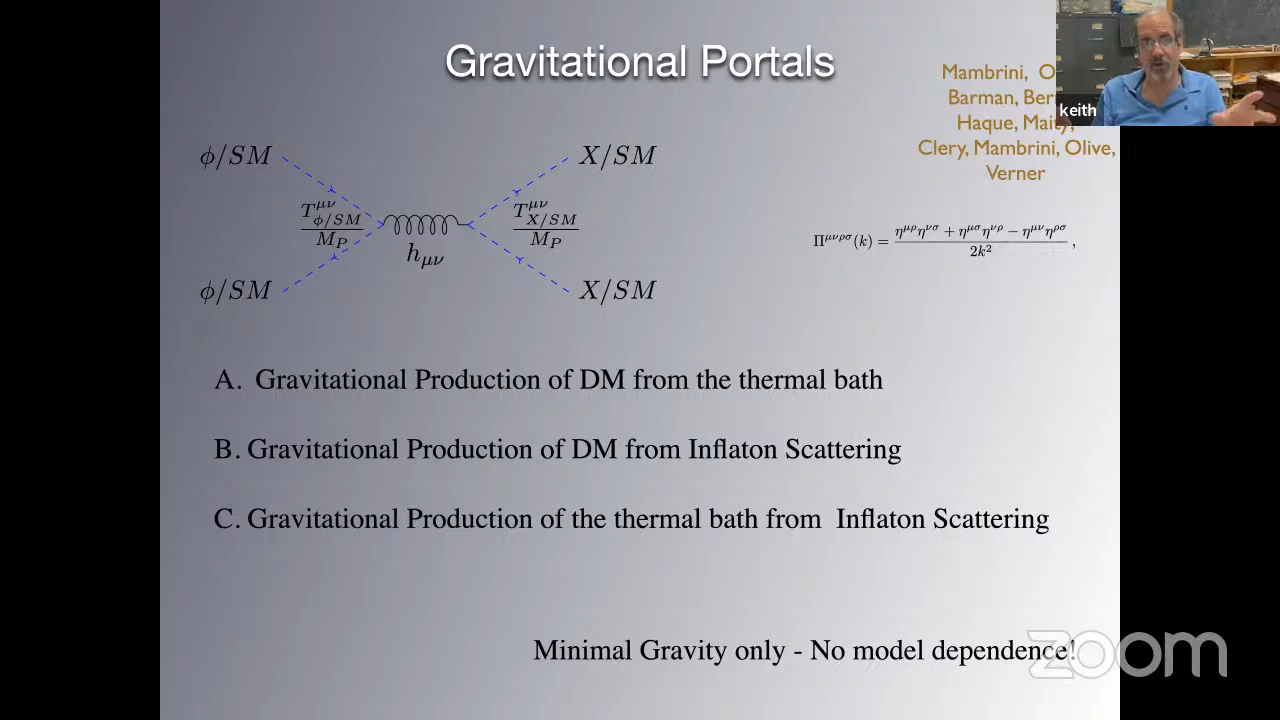 Gravitational Portals
Mambrini, O
Barman, Ber
Haque, Maity,
Clery, Mambrini, Olive,
Verner
keith
ϕ/SM
X/SM
T^{μν}_{ϕ/SM} / M_P
T^{μν}_{X/SM} / M_P
h_{μν}
ϕ/SM
X/SM
Π^{μνρσ}(k) = (η^{μρ}η^{νσ} + η^{μσ}η^{νρ} − η^{μν}η^{ρσ}) / 2k² ,
A. Gravitational Production of DM from the thermal bath
B. Gravitational Production of DM from Inflaton Scattering
C. Gravitational Production of the thermal bath from Inflaton Scattering
Minimal Gravity only - No model dependence!
zoom